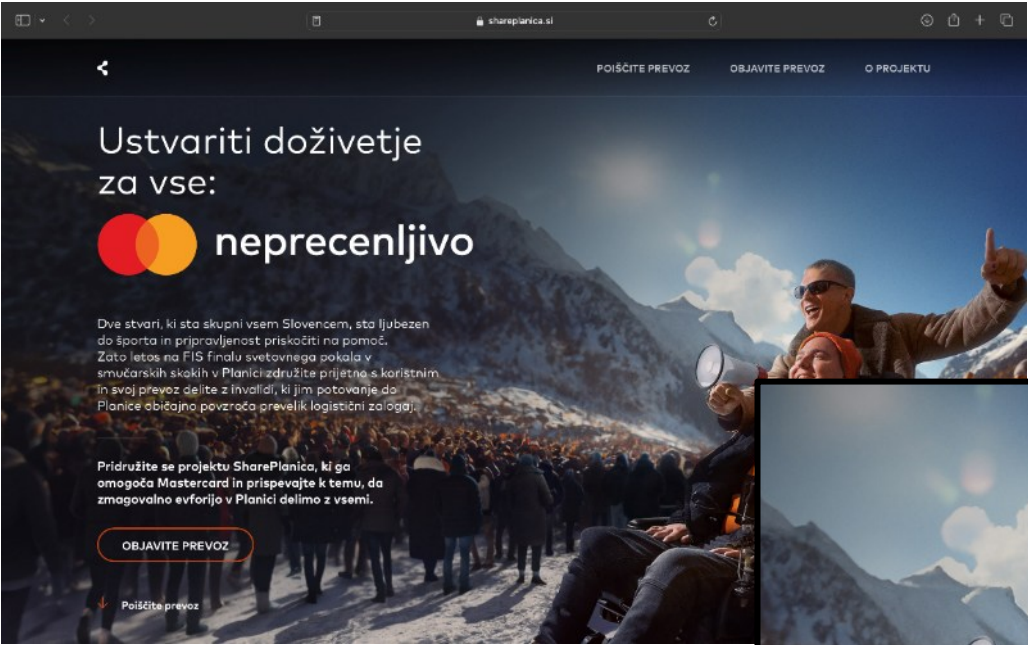 shareplanica.si
POIŠČITE PREVOZ
OBJAVITE PREVOZ
O PROJEKTU
Ustvariti doživetje
za vse:
neprecenljivo
Dve stvari, ki sta skupni vsem Slovencem, sta ljubezen
do športa in pripravljenost priskočiti na pomoč.
Zato letos na FIS finalu svetovnega pokala v
smučarskih skokih v Planici združite prijetno s koristnim
in svoj prevoz delite z invalidi, ki jim potovanje do
Planice običajno povzroča prevelik logistični zalogaj.
Pridružite se projektu SharePlanica, ki ga
omogoča Mastercard in prispevajte k temu, da
zmagovalno evforijo v Planici delimo z vsemi.
OBJAVITE PREVOZ
Poiščite prevoz